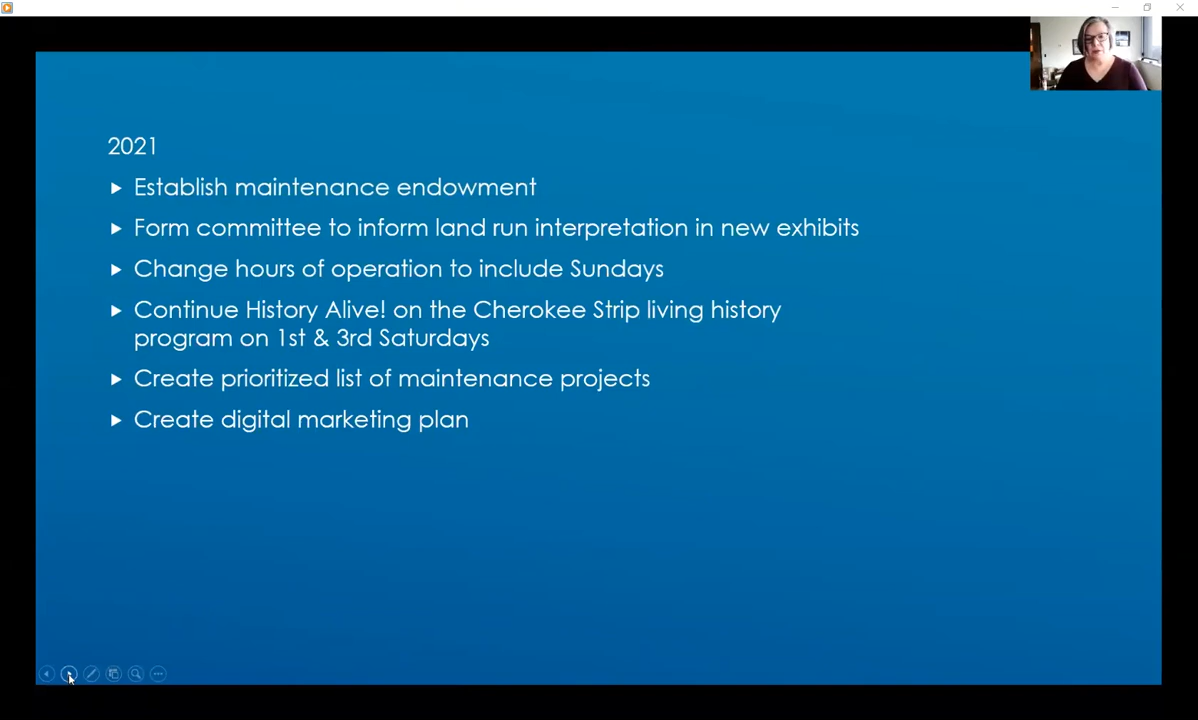 2021
Establish maintenance endowment
Form committee to inform land run interpretation in new exhibits
Change hours of operation to include Sundays
Continue History Alive! on the Cherokee Strip living history
program on 1st & 3rd Saturdays
Create prioritized list of maintenance projects
Create digital marketing plan